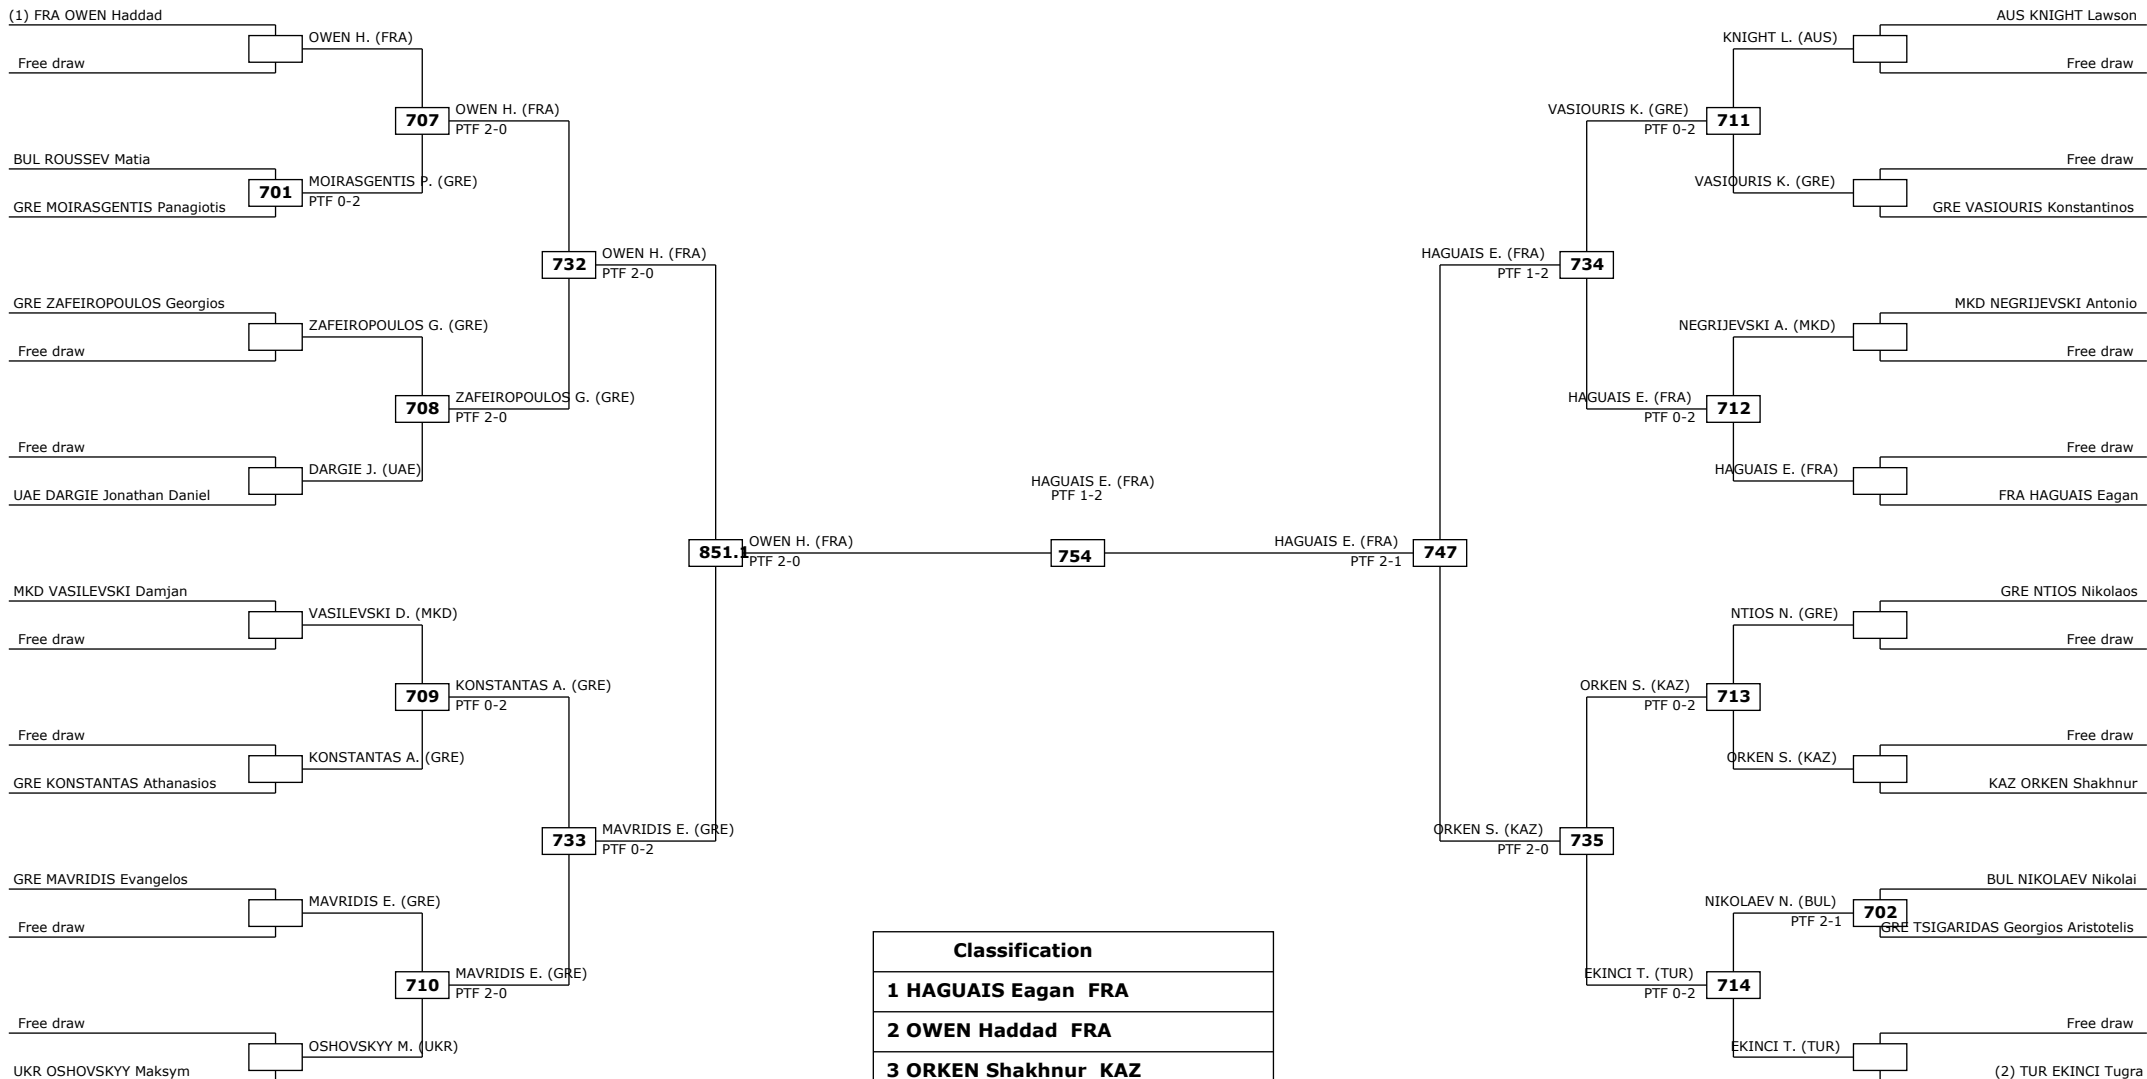 (1) FRA OWEN Haddad
OWEN H. (FRA)
Free draw
707
OWEN H. (FRA)
PTF 2-0
BUL ROUSSEV Matia
701
MOIRASGENTIS P. (GRE)
PTF 0-2
GRE MOIRASGENTIS Panagiotis
732
OWEN H. (FRA)
PTF 2-0
GRE ZAFEIROPOULOS Georgios
ZAFEIROPOULOS G. (GRE)
Free draw
708
ZAFEIROPOULOS G. (GRE)
PTF 2-0
Free draw
DARGIE J. (UAE)
UAE DARGIE Jonathan Daniel
851.1
OWEN H. (FRA)
PTF 2-0
MKD VASILEVSKI Damjan
VASILEVSKI D. (MKD)
Free draw
709
KONSTANTAS A. (GRE)
PTF 0-2
Free draw
KONSTANTAS A. (GRE)
GRE KONSTANTAS Athanasios
733
MAVRIDIS E. (GRE)
PTF 0-2
GRE MAVRIDIS Evangelos
MAVRIDIS E. (GRE)
Free draw
710
MAVRIDIS E. (GRE)
PTF 2-0
Free draw
OSHOVSKYY M. (UKR)
UKR OSHOVSKYY Maksym
HAGUAIS E. (FRA)
PTF 1-2
754
AUS KNIGHT Lawson
KNIGHT L. (AUS)
Free draw
VASIOURIS K. (GRE)
PTF 0-2
711
Free draw
VASIOURIS K. (GRE)
GRE VASIOURIS Konstantinos
HAGUAIS E. (FRA)
PTF 1-2
734
MKD NEGRIJEVSKI Antonio
NEGRIJEVSKI A. (MKD)
Free draw
HAGUAIS E. (FRA)
PTF 0-2
712
Free draw
HAGUAIS E. (FRA)
FRA HAGUAIS Eagan
HAGUAIS E. (FRA)
PTF 2-1
747
GRE NTIOS Nikolaos
NTIOS N. (GRE)
Free draw
ORKEN S. (KAZ)
PTF 0-2
713
Free draw
ORKEN S. (KAZ)
KAZ ORKEN Shakhnur
ORKEN S. (KAZ)
PTF 2-0
735
BUL NIKOLAEV Nikolai
NIKOLAEV N. (BUL)
PTF 2-1
702
GRE TSIGARIDAS Georgios Aristotelis
EKINCI T. (TUR)
PTF 0-2
714
Free draw
EKINCI T. (TUR)
(2) TUR EKINCI Tugra
Classification
1 HAGUAIS Eagan FRA
2 OWEN Haddad FRA
3 ORKEN Shakhnur KAZ